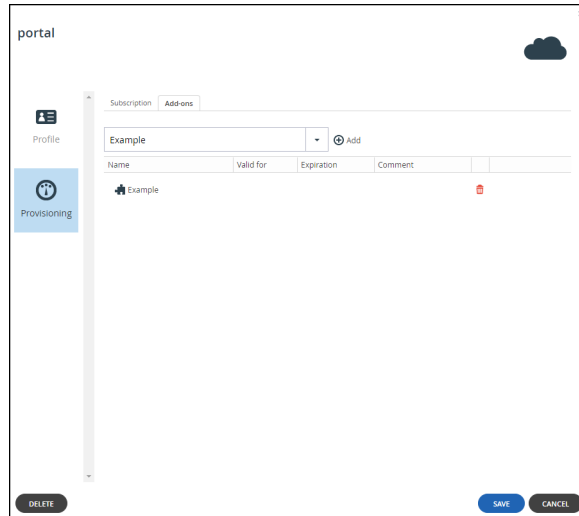 portal
Profile
Provisioning
Subscription Add-ons
Example Add
Name Valid for Expiration Comment
Example
DELETE SAVE CANCEL